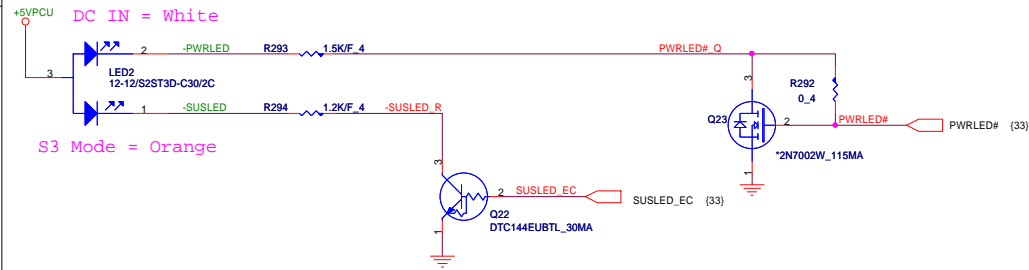 +5VPCU
DC IN = White
2
-PWRLED
R293
1.5K/F_4
PWRLED#_Q
3
LED2
12-12/S2ST3D-C30/2C
3
R292
0_4
1
-SUSLED
R294
1.2K/F_4
-SUSLED_R
Q23
2
PWRLED#
PWRLED# {33}
S3 Mode = Orange
*2N7002W_115MA
3
1
2
SUSLED_EC
SUSLED_EC {33}
Q22
DTC144EUBTL_30MA
1